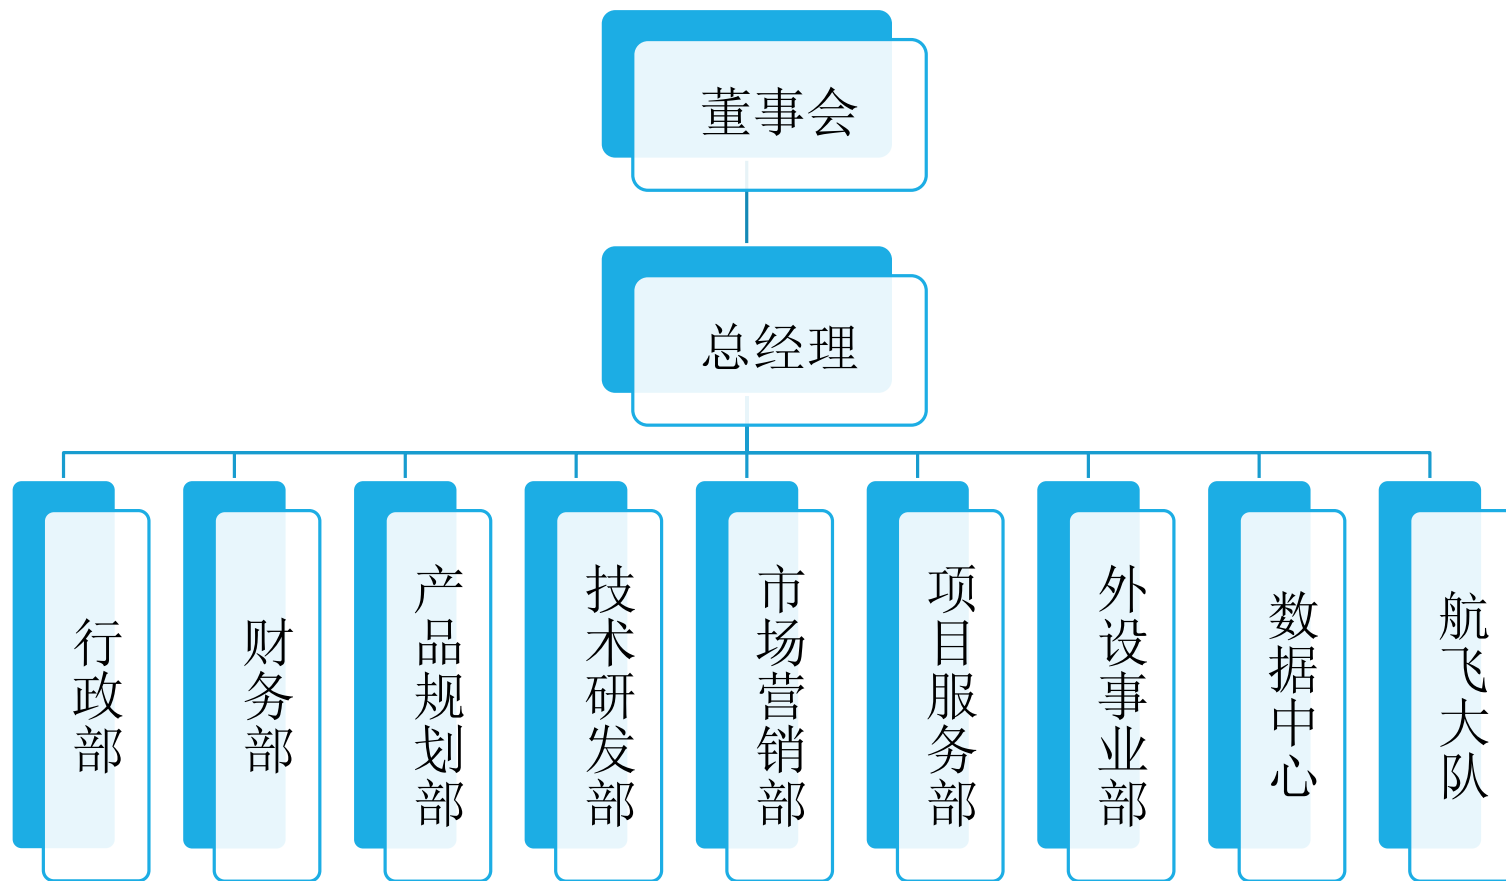 董事会
总经理
行政部
财务部
产品规划部
技术研发部
市场营销部
项目服务部
外设事业部
数据中心
航飞大队